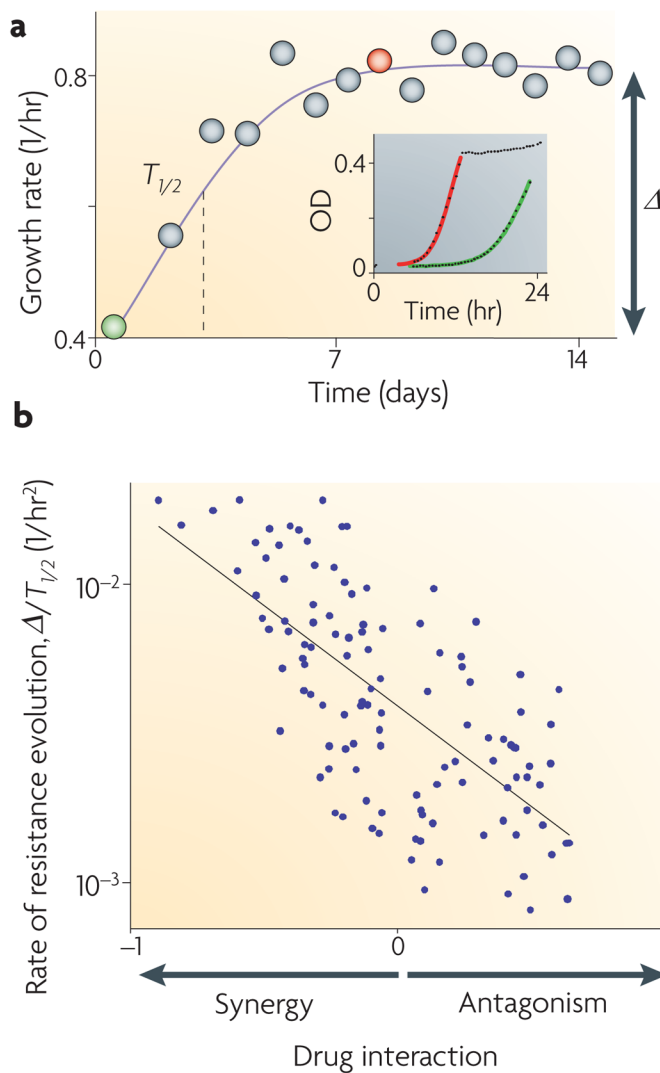 a
Growth rate (1/hr)
0.8
0.4
T1/2
OD
0.4
0
0
24
Time (hr)
Δ
0
7
14
Time (days)
b
Rate of resistance evolution, Δ/T1/2 (1/hr²)
10⁻²
10⁻³
−1
0
Synergy
Antagonism
Drug interaction